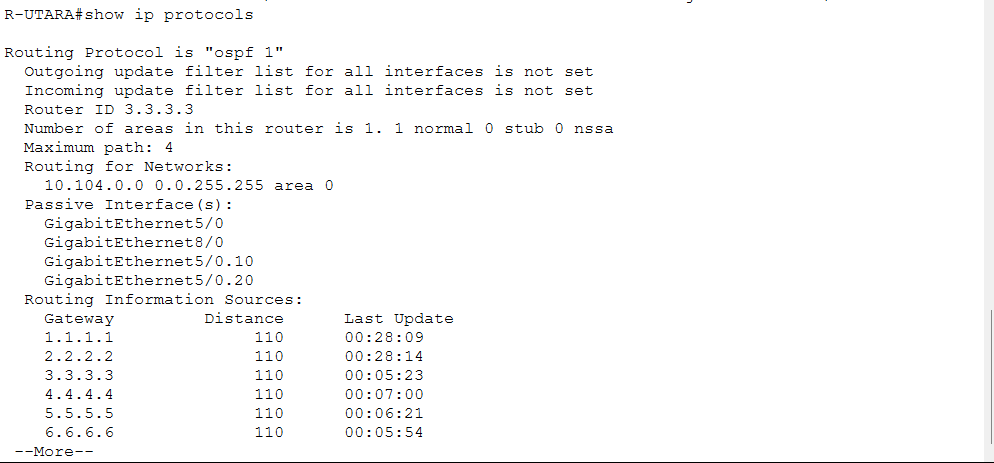 R-UTARA#show ip protocols
Routing Protocol is "ospf 1"
Outgoing update filter list for all interfaces is not set
Incoming update filter list for all interfaces is not set
Router ID 3.3.3.3
Number of areas in this router is 1. 1 normal 0 stub 0 nssa
Maximum path: 4
Routing for Networks:
10.104.0.0 0.0.255.255 area 0
Passive Interface(s):
GigabitEthernet5/0
GigabitEthernet8/0
GigabitEthernet5/0.10
GigabitEthernet5/0.20
Routing Information Sources:
Gateway Distance Last Update
1.1.1.1 110 00:28:09
2.2.2.2 110 00:28:14
3.3.3.3 110 00:05:23
4.4.4.4 110 00:07:00
5.5.5.5 110 00:06:21
6.6.6.6 110 00:05:54
--More--